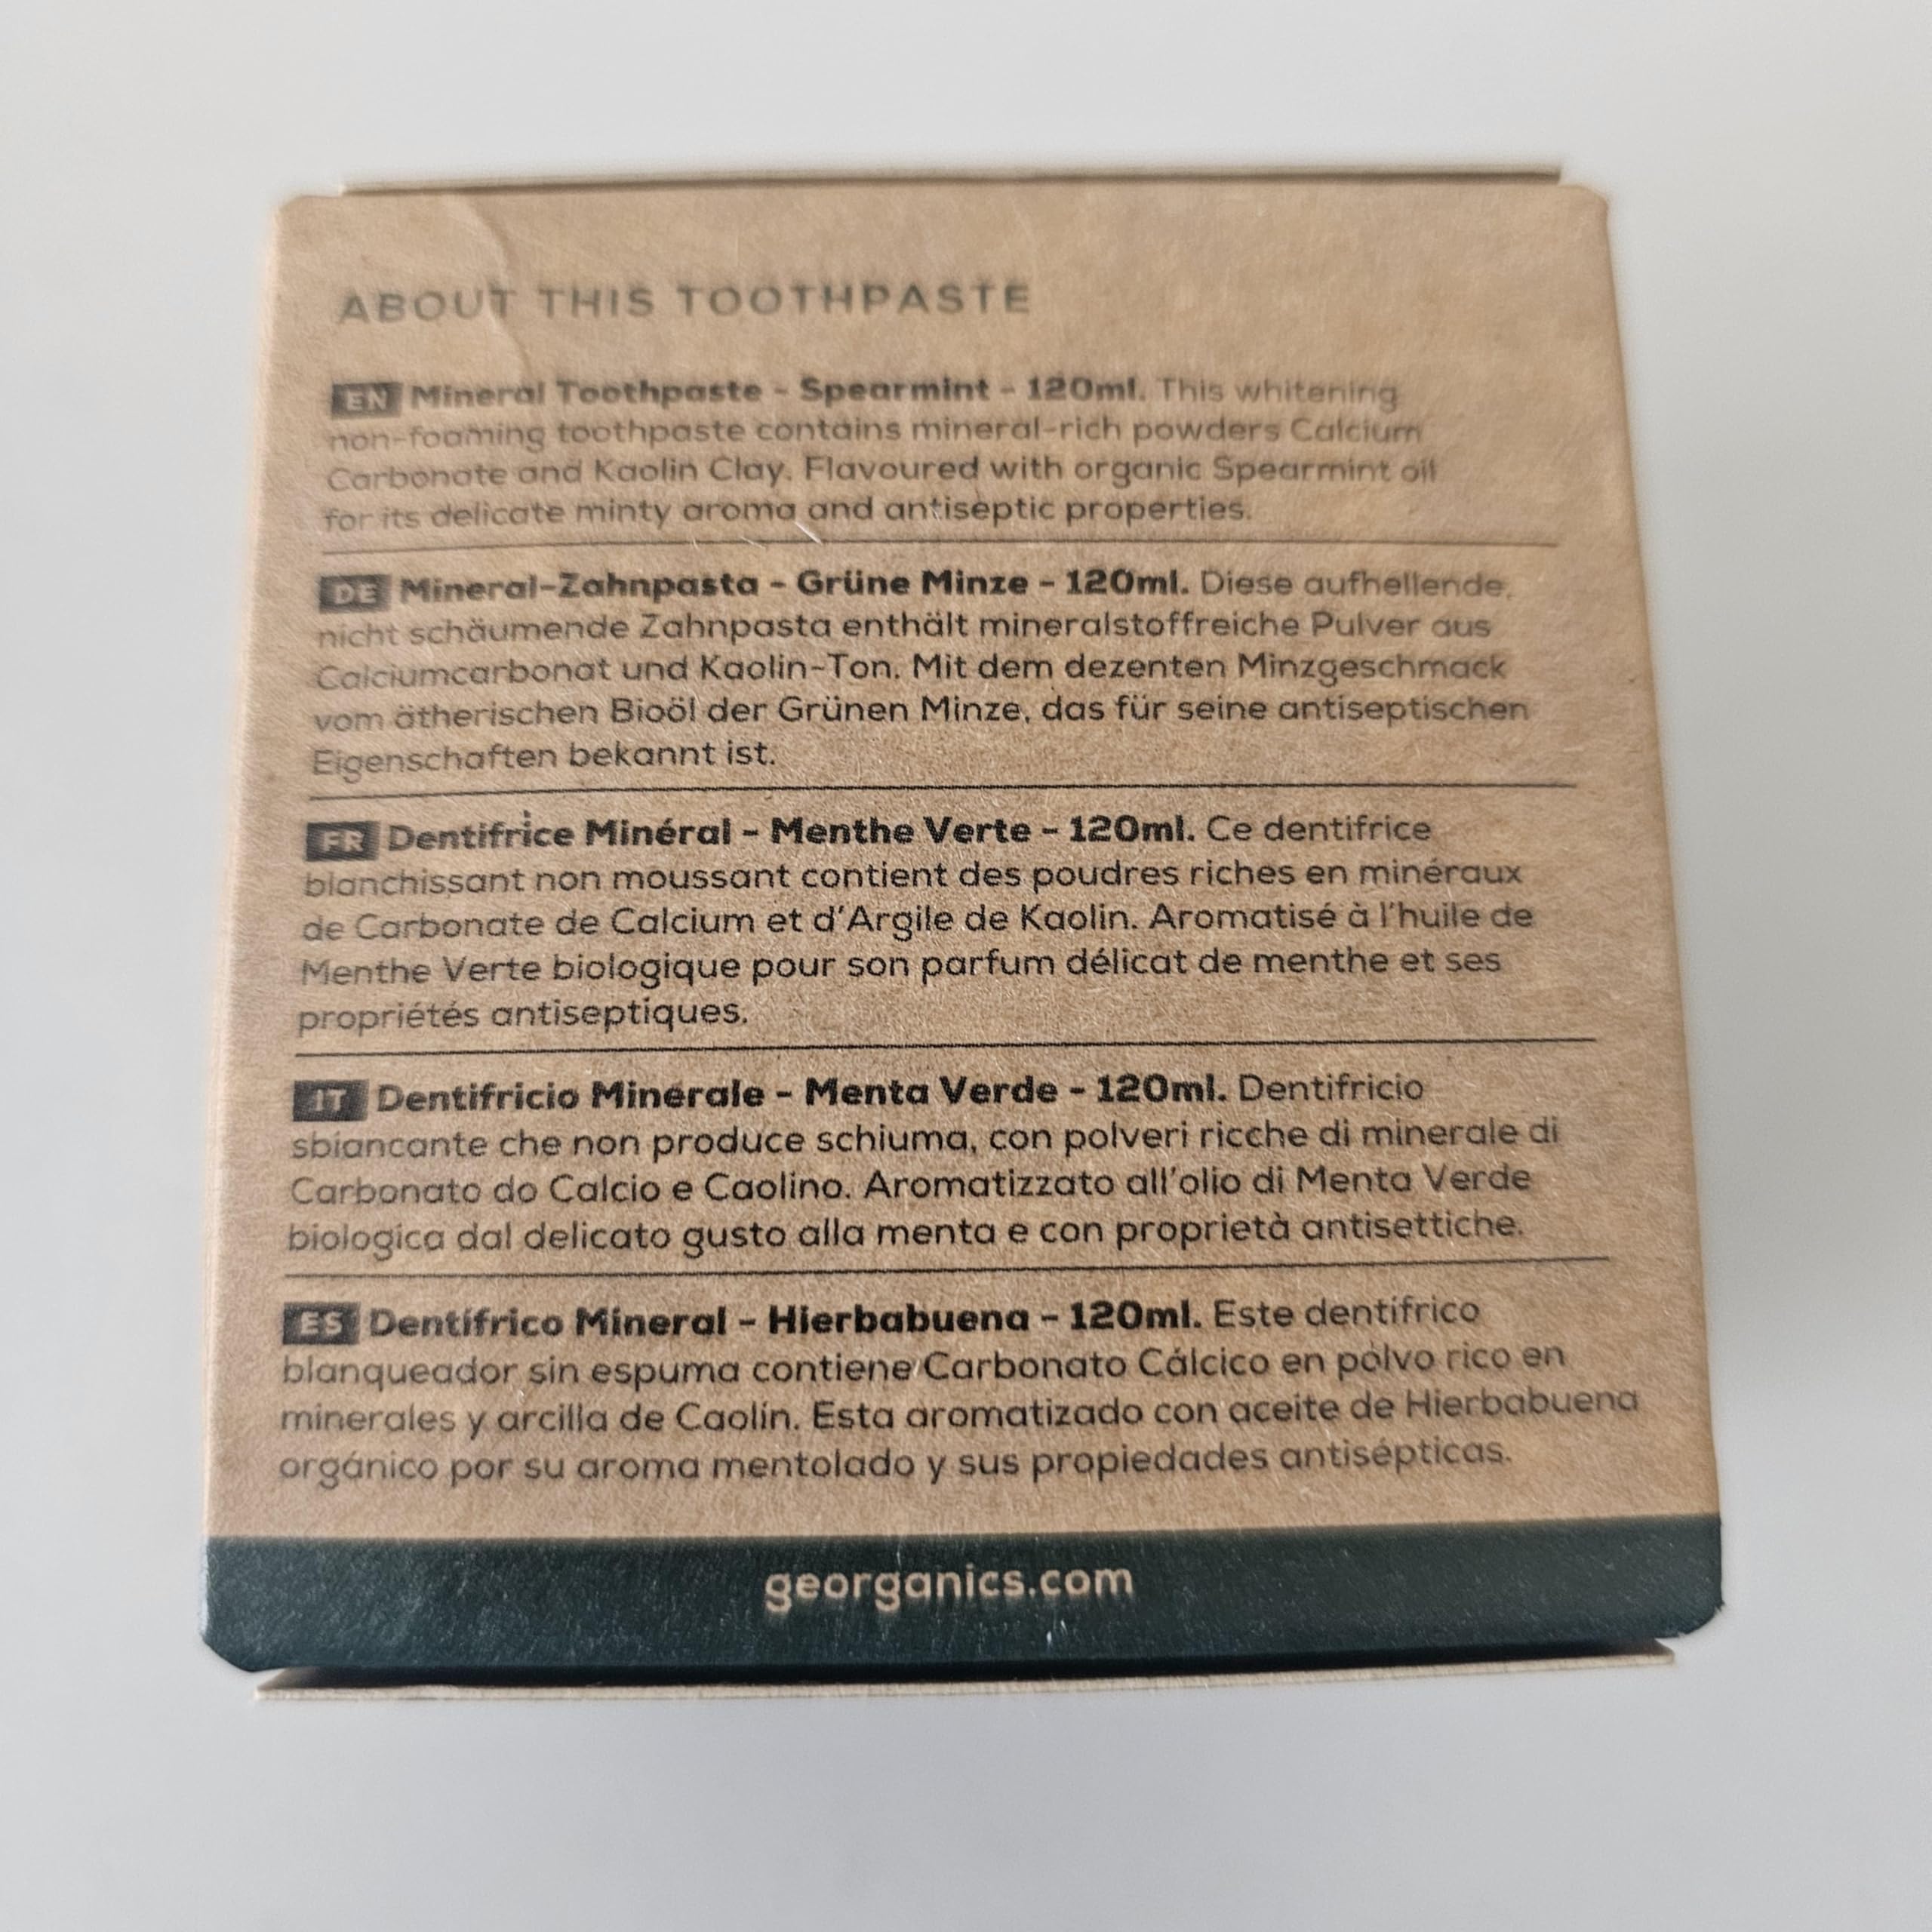 ABOUT THIS TOOTHPASTE
EN Mineral Toothpaste - Spearmint - 120ml. This whitening
non-foaming toothpaste contains mineral-rich powders Calcium
Carbonate and Kaolin Clay. Flavoured with organic Spearmint oil
for its delicate minty aroma and antiseptic properties.
DE Mineral-Zahnpasta - Grüne Minze - 120ml. Diese aufhellende,
nicht schäumende Zahnpasta enthält mineralstoffreiche Pulver aus
Calciumcarbonat und Kaolin-Ton. Mit dem dezenten Minzgeschmack
vom ätherischen Bioöl der Grünen Minze, das für seine antiseptischen
Eigenschaften bekannt ist.
FR Dentifrice Minéral - Menthe Verte - 120ml. Ce dentifrice
blanchissant non moussant contient des poudres riches en minéraux
de Carbonate de Calcium et d'Argile de Kaolin. Aromatisé à l'huile de
Menthe Verte biologique pour son parfum délicat de menthe et ses
propriétés antiseptiques.
IT Dentifricio Minerale - Menta Verde - 120ml. Dentifricio
sbiancante che non produce schiuma, con polveri ricche di minerale di
Carbonato do Calcio e Caolino. Aromatizzato all'olio di Menta Verde
biologica dal delicato gusto alla menta e con proprietà antisettiche.
ES Dentífrico Mineral - Hierbabuena - 120ml. Este dentífrico
blanqueador sin espuma contiene Carbonato Cálcico en polvo rico en
minerales y arcilla de Caolín. Esta aromatizado con aceite de Hierbabuena
orgánico por su aroma mentolado y sus propiedades antisépticas.
georganics.com